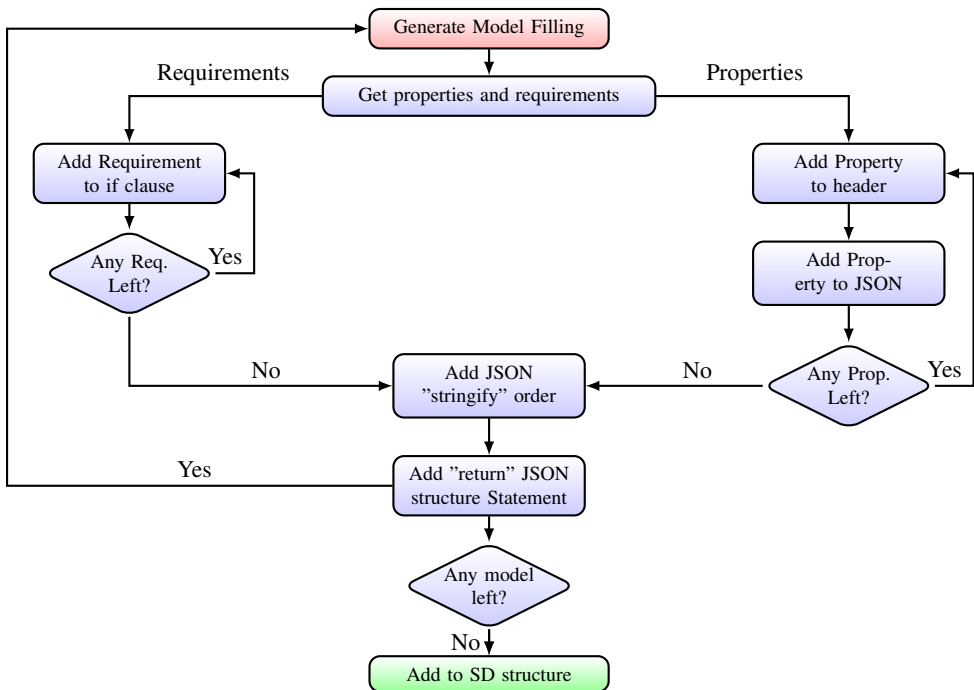 Generate Model Filling
Requirements
Properties
Get properties and requirements
Add Requirement
to if clause
Add Property
to header
Any Req.
Left?
Yes
Add Prop-
erty to JSON
No
Add JSON
"stringify" order
No
Any Prop.
Left?
Yes
Yes
Add "return" JSON
structure Statement
Any model
left?
No
Add to SD structure